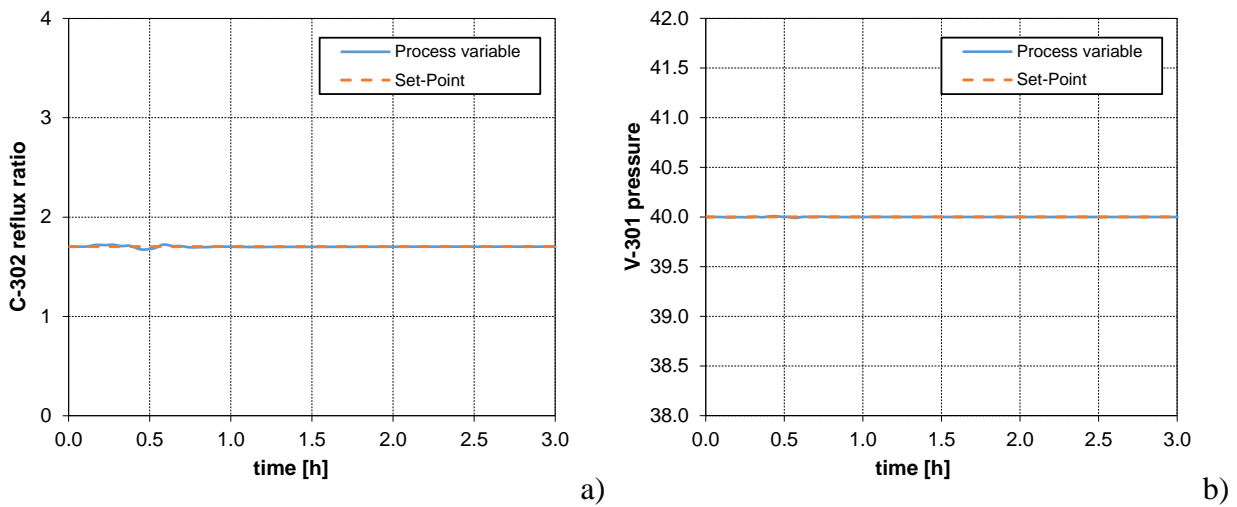 4
3
2
1
0
C-302 reflux ratio
Process variable
Set-Point
0.0 0.5 1.0 1.5 2.0 2.5 3.0
time [h]
a)
42.0
41.5
41.0
40.5
40.0
39.5
39.0
38.5
38.0
V-301 pressure
Process variable
Set-Point
0.0 0.5 1.0 1.5 2.0 2.5 3.0
time [h]
b)